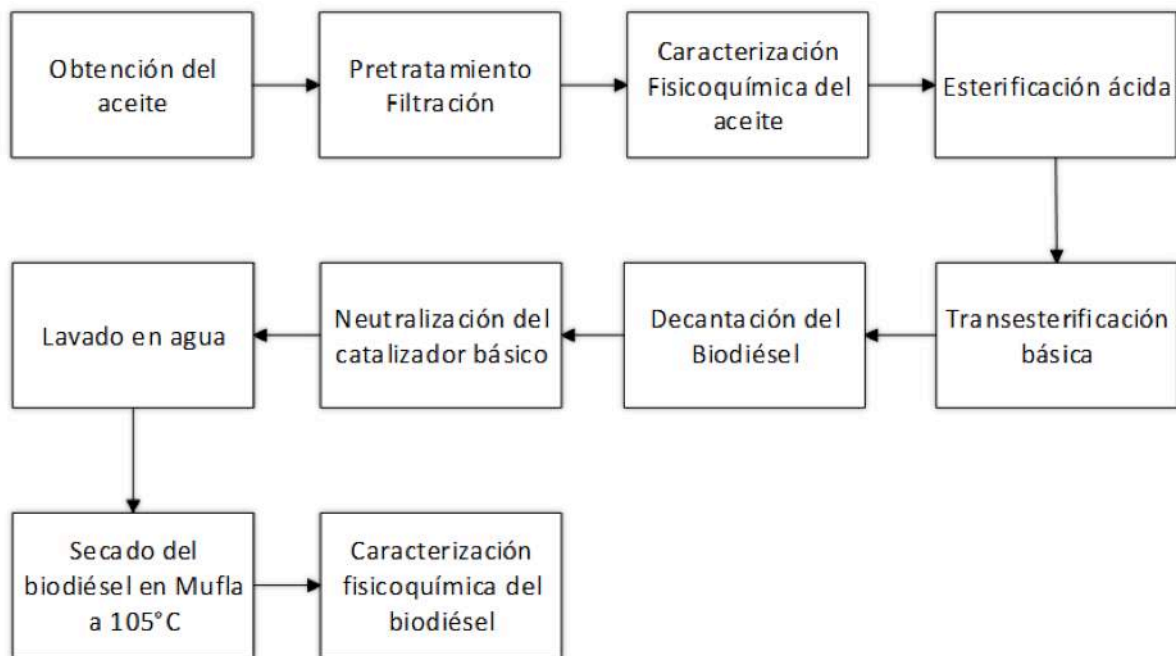 Obtención del
aceite
Pretratamiento
Filtración
Caracterización
Fisicoquímica del
aceite
Esterificación ácida
Transesterificación
básica
Decantación del
Biodiésel
Neutralización del
catalizador básico
Lavado en agua
Secado del
biodiésel en Mufla
a 105°C
Caracterización
fisicoquímica del
biodiésel